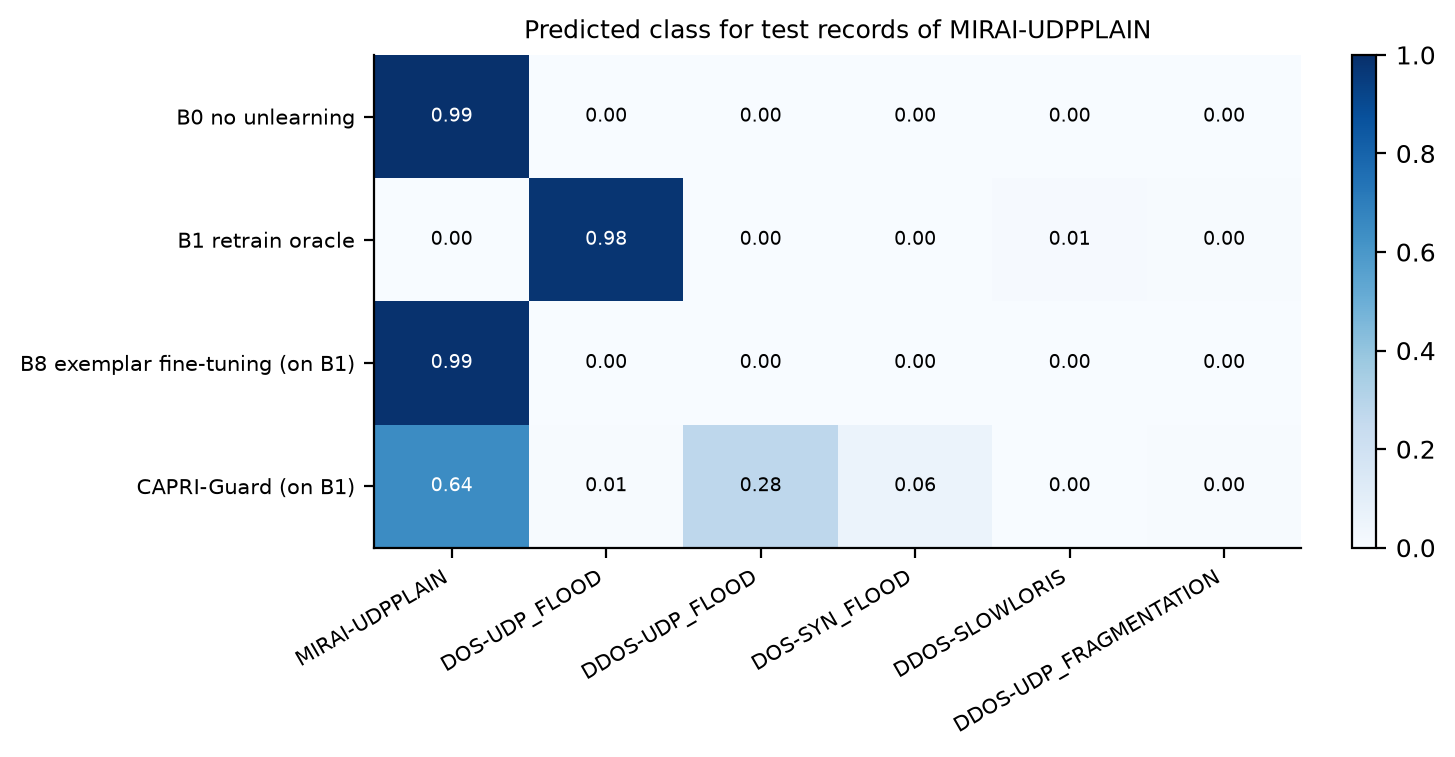 Predicted class for test records of MIRAI-UDPPLAIN
B0 no unlearning 0.99 0.00 0.00 0.00 0.00 0.00
B1 retrain oracle 0.00 0.98 0.00 0.00 0.01 0.00
B8 exemplar fine-tuning (on B1) 0.99 0.00 0.00 0.00 0.00 0.00
CAPRI-Guard (on B1) 0.64 0.01 0.28 0.06 0.00 0.00
MIRAI-UDPPLAIN
DOS-UDP_FLOOD
DDOS-UDP_FLOOD
DOS-SYN_FLOOD
DDOS-SLOWLORIS
DDOS-UDP_FRAGMENTATION
1.0
0.8
0.6
0.4
0.2
0.0